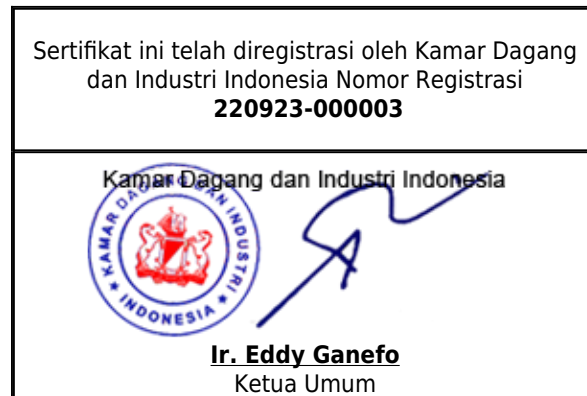 Sertifikat ini telah diregistrasi oleh Kamar Dagang
dan Industri Indonesia Nomor Registrasi
220923-000003
Kamar Dagang dan Industri Indonesia
KAMAR DAGANG DAN INDUSTRI
INDONESIA
Ir. Eddy Ganefo
Ketua Umum